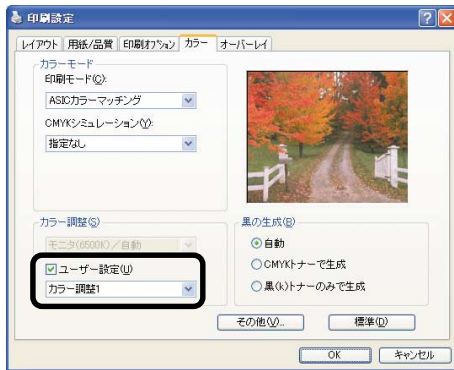 印刷設定
レイアウト 用紙/品質 印刷オプション カラー オーバーレイ
カラーモード
印刷モード(C):
ASICカラーマッチング
CMYKシミュレーション(Y):
指定なし
カラー調整(S)
モニタ(6500K)/自動
ユーザー設定(U)
カラー調整1
黒の生成(B)
自動
CMYKトナーで生成
黒(k)トナーのみで生成
その他(V)...
標準(D)
OK
キャンセル